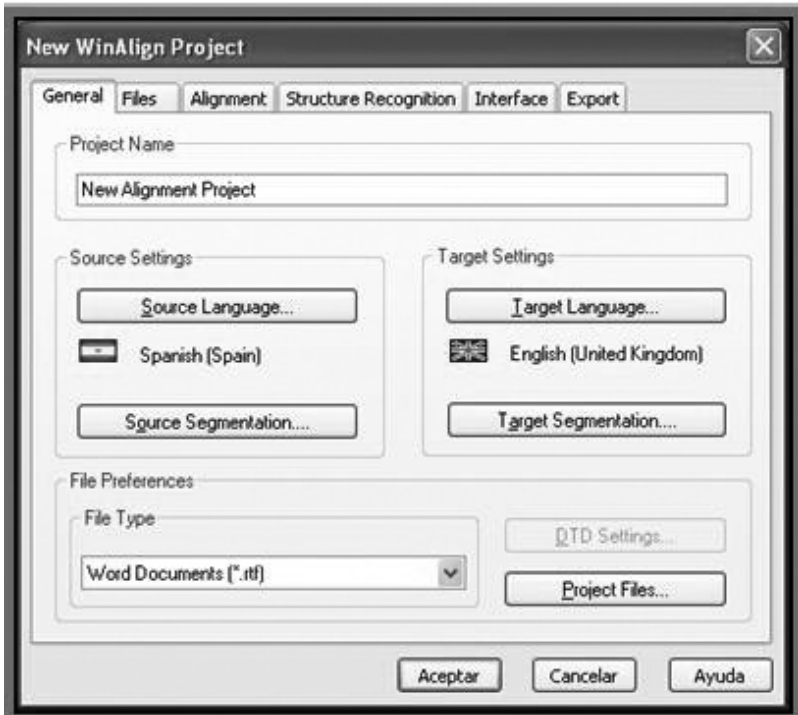 New WinAlign Project
General Files Alignment Structure Recognition Interface Export
Project Name
New Alignment Project
Source Settings Target Settings
Source Language... Target Language...
Spanish (Spain) English (United Kingdom)
Source Segmentation.... Target Segmentation....
File Preferences
File Type
DTD Settings...
Word Documents (*.rtf)
Project Files...
Aceptar Cancelar Ayuda